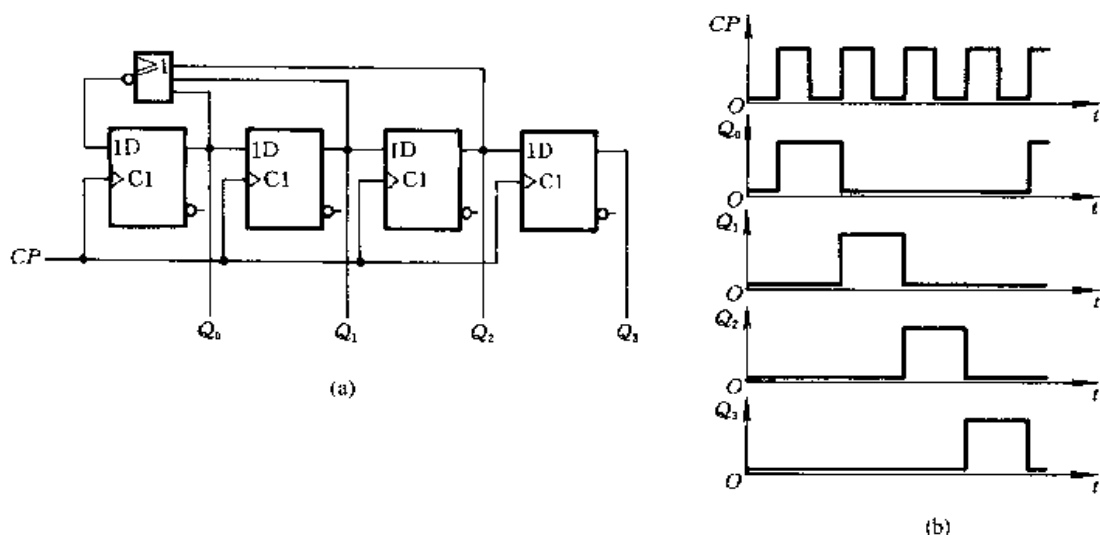 ≥1
1D
C1
1D
C1
1D
C1
1D
C1
CP
Q₀
Q₁
Q₂
Q₃
(a)
CP
O
t
Q₀
O
t
Q₁
O
t
Q₂
O
t
Q₃
O
t
(b)